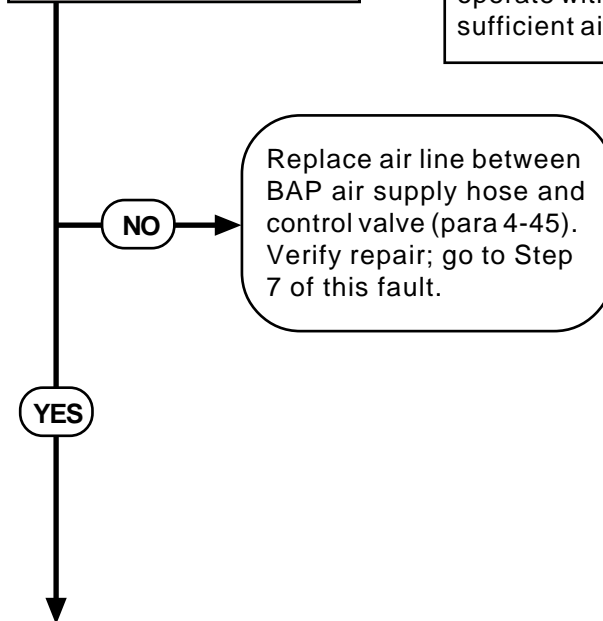 sufficient ai
NO
Replace air line between
BAP air supply hose and
control valve (para 4-45).
Verify repair; go to Step
7 of this fault.
YES